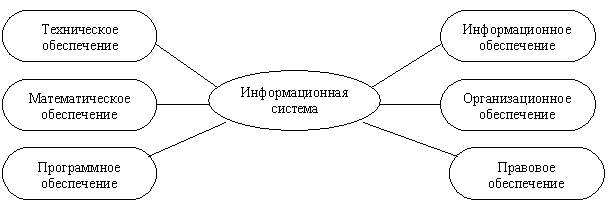 Техническое
обеспечение
Математическое
обеспечение
Программное
обеспечение
Информационная
система
Информационное
обеспечение
Организационное
обеспечение
Правовое
обеспечение